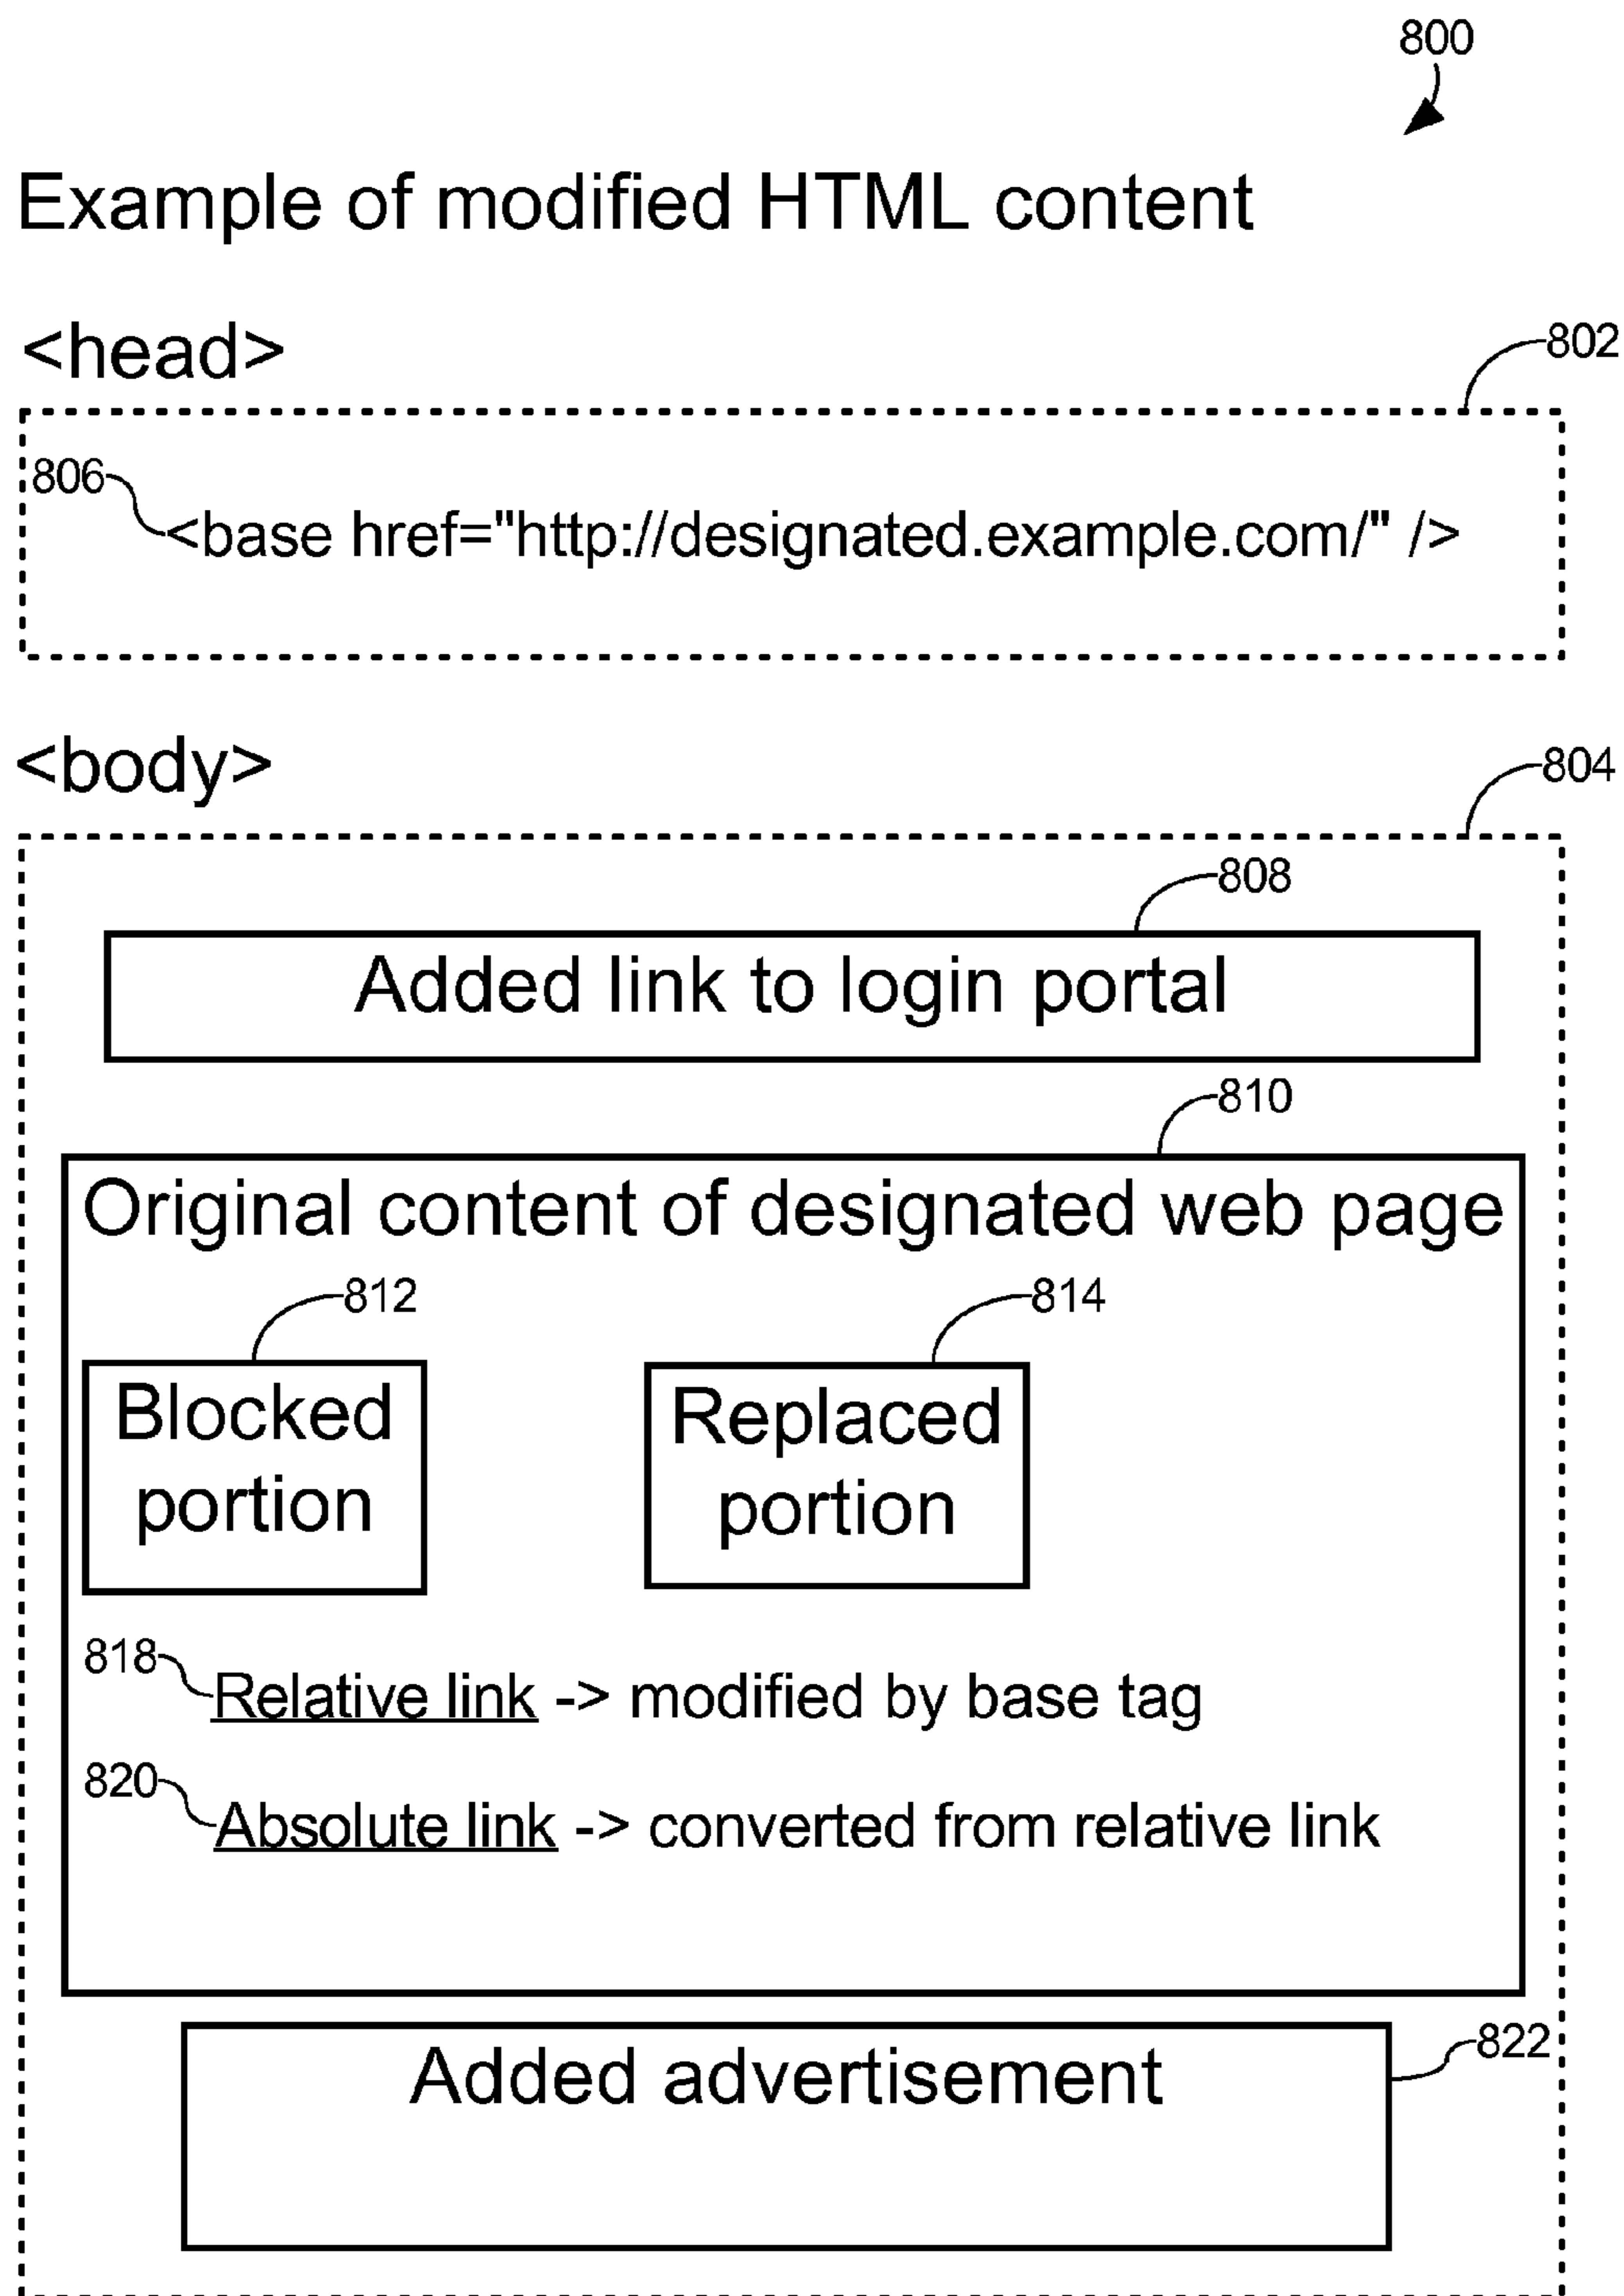 800
Example of modified HTML content
<head>
802
806
<base href="http://designated.example.com/" />
<body>
804
808
Added link to login portal
810
Original content of designated web page
812
814
Blocked
portion
Replaced
portion
818
Relative link -> modified by base tag
820
Absolute link -> converted from relative link
822
Added advertisement